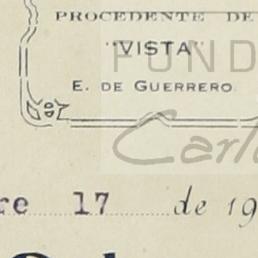 PROCEDENTE DE
"VISTA"
E. DE GUERRERO.
FUND
Carl
re 17 de 19